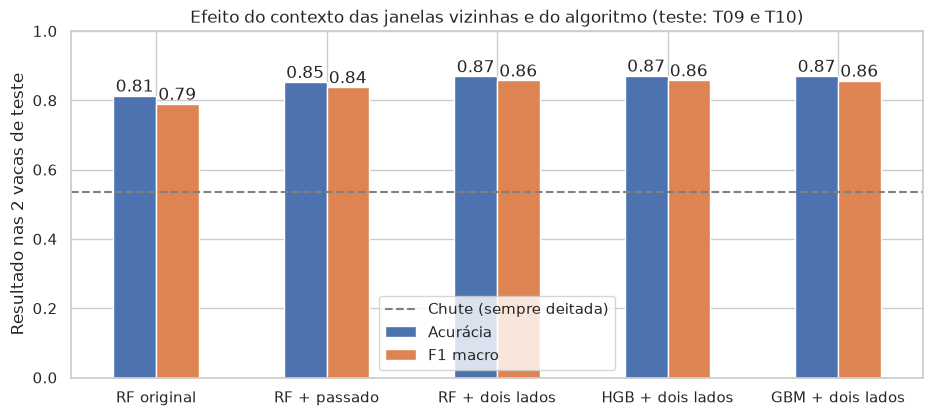 Efeito do contexto das janelas vizinhas e do algoritmo (teste: T09 e T10)
Resultado nas 2 vacas de teste
1.0
0.8
0.6
0.4
0.2
0.0
0.81 0.79
0.85 0.84
0.87 0.86
0.87 0.86
0.87 0.86
Chute (sempre deitada)
Acurácia
F1 macro
RF original
RF + passado
RF + dois lados
HGB + dois lados
GBM + dois lados